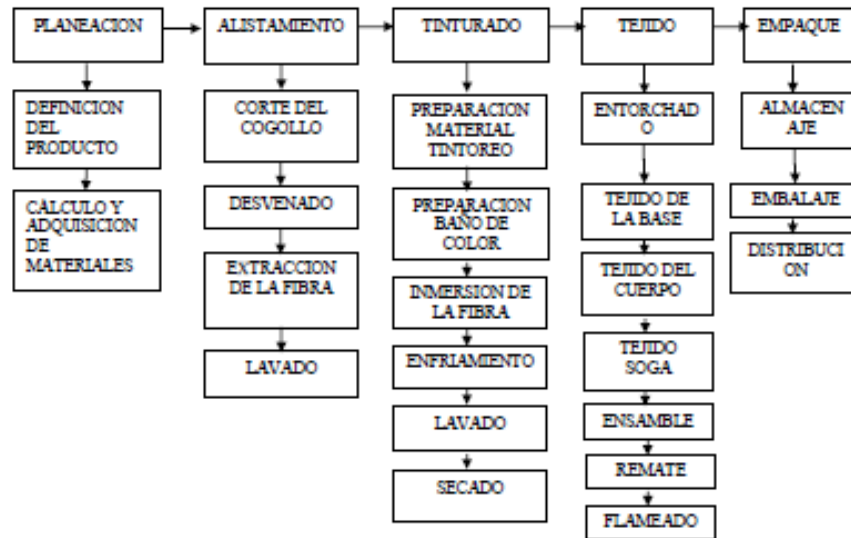 PLANEACION
ALISTAMIENTO
TINTURADO
TEJIDO
EMPAQUE
DEFINICION
DEL
PRODUCTO
CALCULO Y
ADQUISICION
DE
MATERIALES
CORTE DEL
COGOLLO
DESVENADO
EXTRACCION
DE LA FIBRA
LAVADO
PREPARACION
MATERIAL
TINTOREO
PREPARACION
BAÑO DE
COLOR
INMERSION DE
LA FIBRA
ENFRIAMIENTO
LAVADO
SECADO
ENTORCHAD
O
TEJIDO DE
LA BASE
TEJIDO DEL
CUERPO
TEJIDO
SOGA
ENSAMBLE
REMATE
FLAMEADO
ALMACEN
AJE
EMBALAJE
DISTRIBUCI
ON